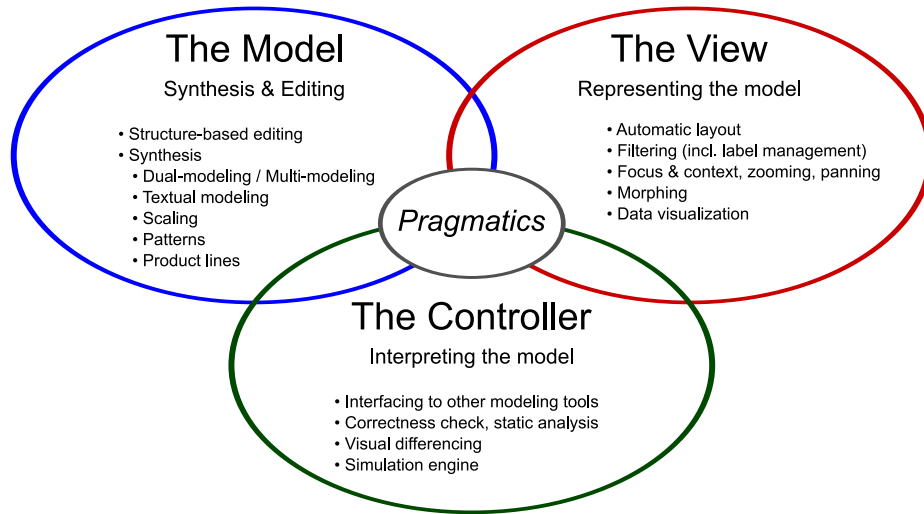 The Model
Synthesis & Editing
• Structure-based editing
• Synthesis
• Dual-modeling / Multi-modeling
• Textual modeling
• Scaling
• Patterns
• Product lines
The View
Representing the model
• Automatic layout
• Filtering (incl. label management)
• Focus & context, zooming, panning
• Morphing
• Data visualization
Pragmatics
The Controller
Interpreting the model
• Interfacing to other modeling tools
• Correctness check, static analysis
• Visual differencing
• Simulation engine